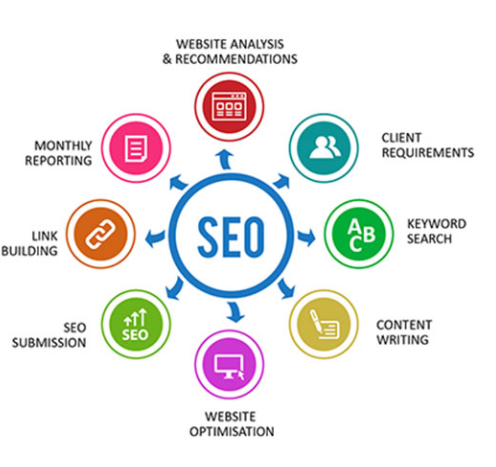 WEBSITE ANALYSIS
& RECOMMENDATIONS
CLIENT
REQUIREMENTS
KEYWORD
SEARCH
A
B
C
CONTENT
WRITING
WEBSITE
OPTIMISATION
SEO
SUBMISSION
SEO
LINK
BUILDING
MONTHLY
REPORTING
SEO